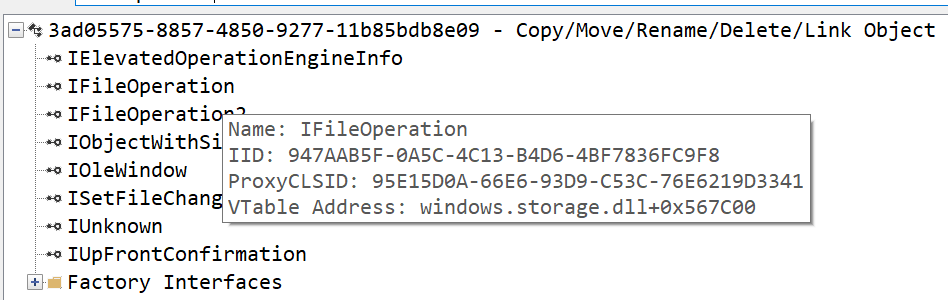 3ad05575-8857-4850-9277-11b85bdb8e09 - Copy/Move/Rename/Delete/Link Object
IElevatedOperationEngineInfo
IFileOperation
IFileOperation2
Name: IFileOperation
IObjectWithSi
IID: 947AAB5F-0A5C-4C13-B4D6-4BF7836FC9F8
IOleWindow
ProxyCLSID: 95E15D0A-66E6-93D9-C53C-76E6219D3341
ISetFileChang
VTable Address: windows.storage.dll+0x567C00
IUnknown
IUpFrontConfirmation
Factory Interfaces